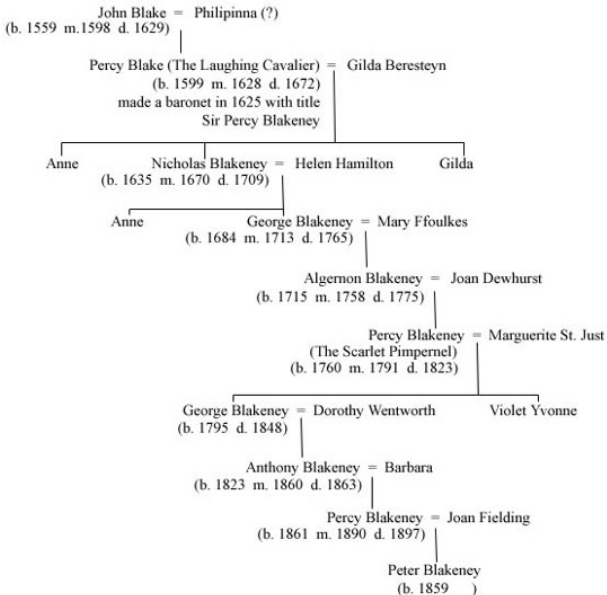 John Blake = Philipinna (?)
(b. 1559 m.1598 d. 1629)
Percy Blake (The Laughing Cavalier) = Gilda Beresteyn
(b. 1599 m. 1628 d. 1672)
made a baronet in 1625 with title
Sir Percy Blakeney
Anne Nicholas Blakeney = Helen Hamilton Gilda
(b. 1635 m. 1670 d. 1709)
Anne George Blakeney = Mary Ffoulkes
(b. 1684 m. 1713 d. 1765)
Algernon Blakeney = Joan Dewhurst
(b. 1715 m. 1758 d. 1775)
Percy Blakeney = Marguerite St. Just
(The Scarlet Pimpernel)
(b. 1760 m. 1791 d. 1823)
George Blakeney = Dorothy Wentworth Violet Yvonne
(b. 1795 d. 1848)
Anthony Blakeney = Barbara
(b. 1823 m. 1860 d. 1863)
Percy Blakeney = Joan Fielding
(b. 1861 m. 1890 d. 1897)
Peter Blakeney
(b. 1859 )